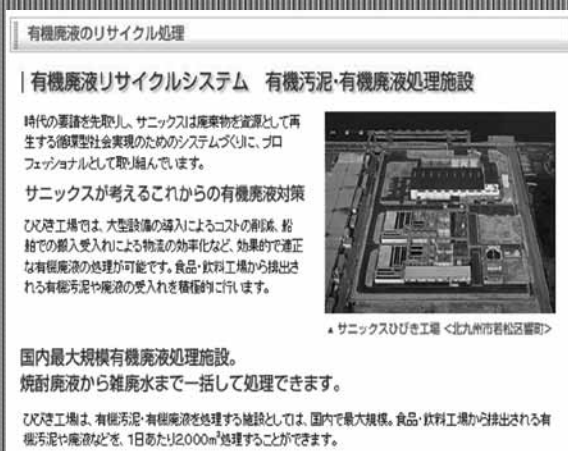 有機廃液のリサイクル処理
有機廃液リサイクルシステム　有機汚泥・有機廃液処理施設
時代の要請を先取りし、サニックスは廃棄物を資源として再
生する循環型社会実現のためのシステムづくりに、プロ
フェッショナルとして取り組んでいます。
サニックスが考えるこれからの有機廃液対策
ひびき工場では、大型設備の導入によるコストの削減、船
舶での搬入受入れによる物流の効率化など、効果的で適正
な有機廃液の処理が可能です。食品・飲料工場から排出さ
れる有機汚泥や廃液の受入れを積極的に行います。
▲ サニックスひびき工場 <北九州市若松区響町>
国内最大規模有機廃液処理施設。
焼酎廃液から雑廃水まで一括して処理できます。
ひびき工場は、有機汚泥・有機廃液を処理する施設としては、国内で最大規模。食品・飲料工場から排出される有
機汚泥や廃液などを、1日あたり2,000m³処理することができます。